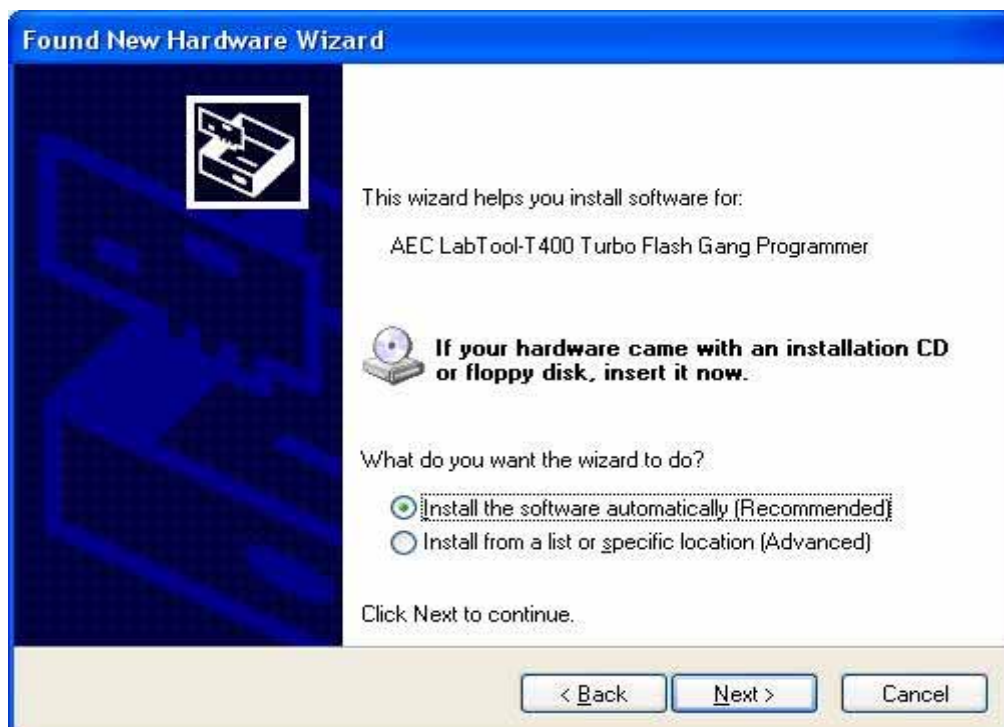 Found New Hardware Wizard
This wizard helps you install software for:
AEC LabTool-T400 Turbo Flash Gang Programmer
If your hardware came with an installation CD
or floppy disk, insert it now.
What do you want the wizard to do?
Install the software automatically (Recommended)
Install from a list or specific location (Advanced)
Click Next to continue.
< Back Next > Cancel